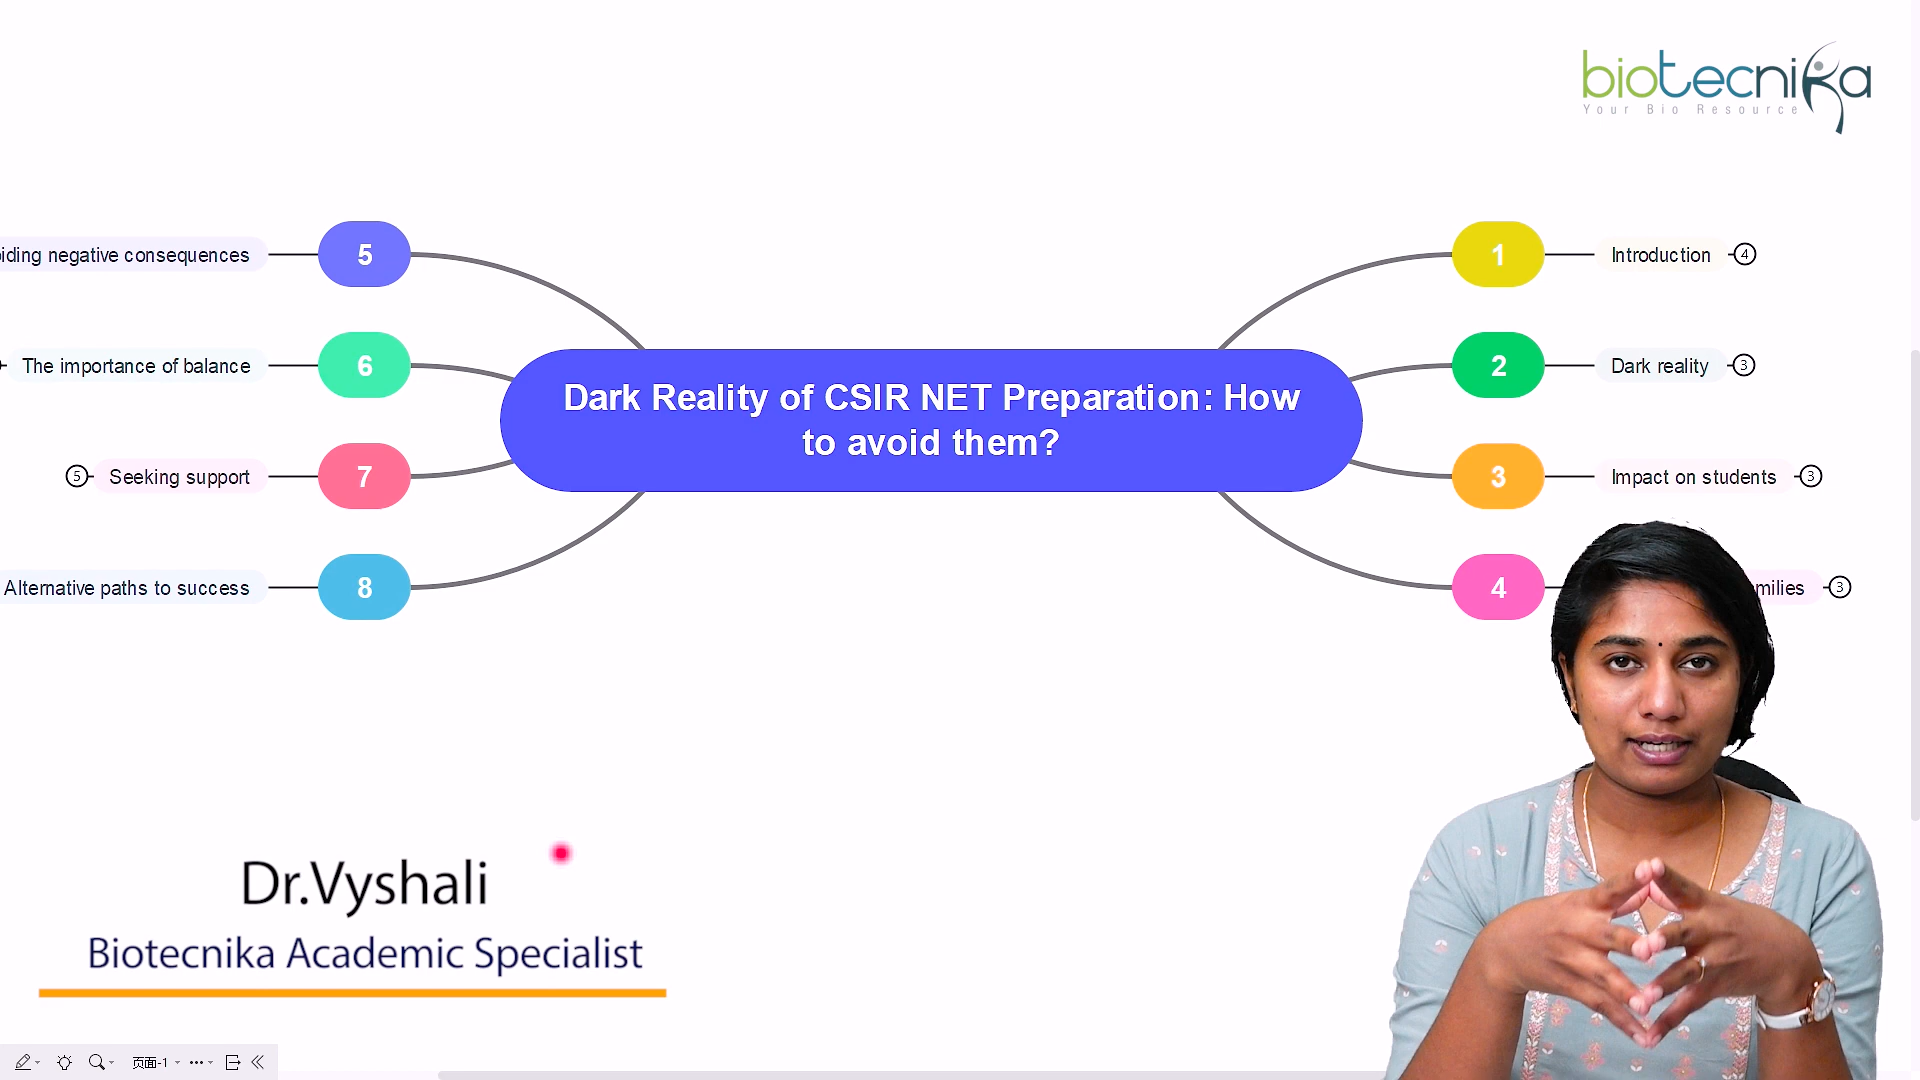 biotecnika
Your Bio Resource
Dark Reality of CSIR NET Preparation: How
to avoid them?
1
Introduction
4
2
Dark reality
3
3
Impact on students
3
4
3
5
negative consequences
6
The importance of balance
7
Seeking support
5
8
Alternative paths to success
Dr.Vyshali
Biotecnika Academic Specialist
页面-1